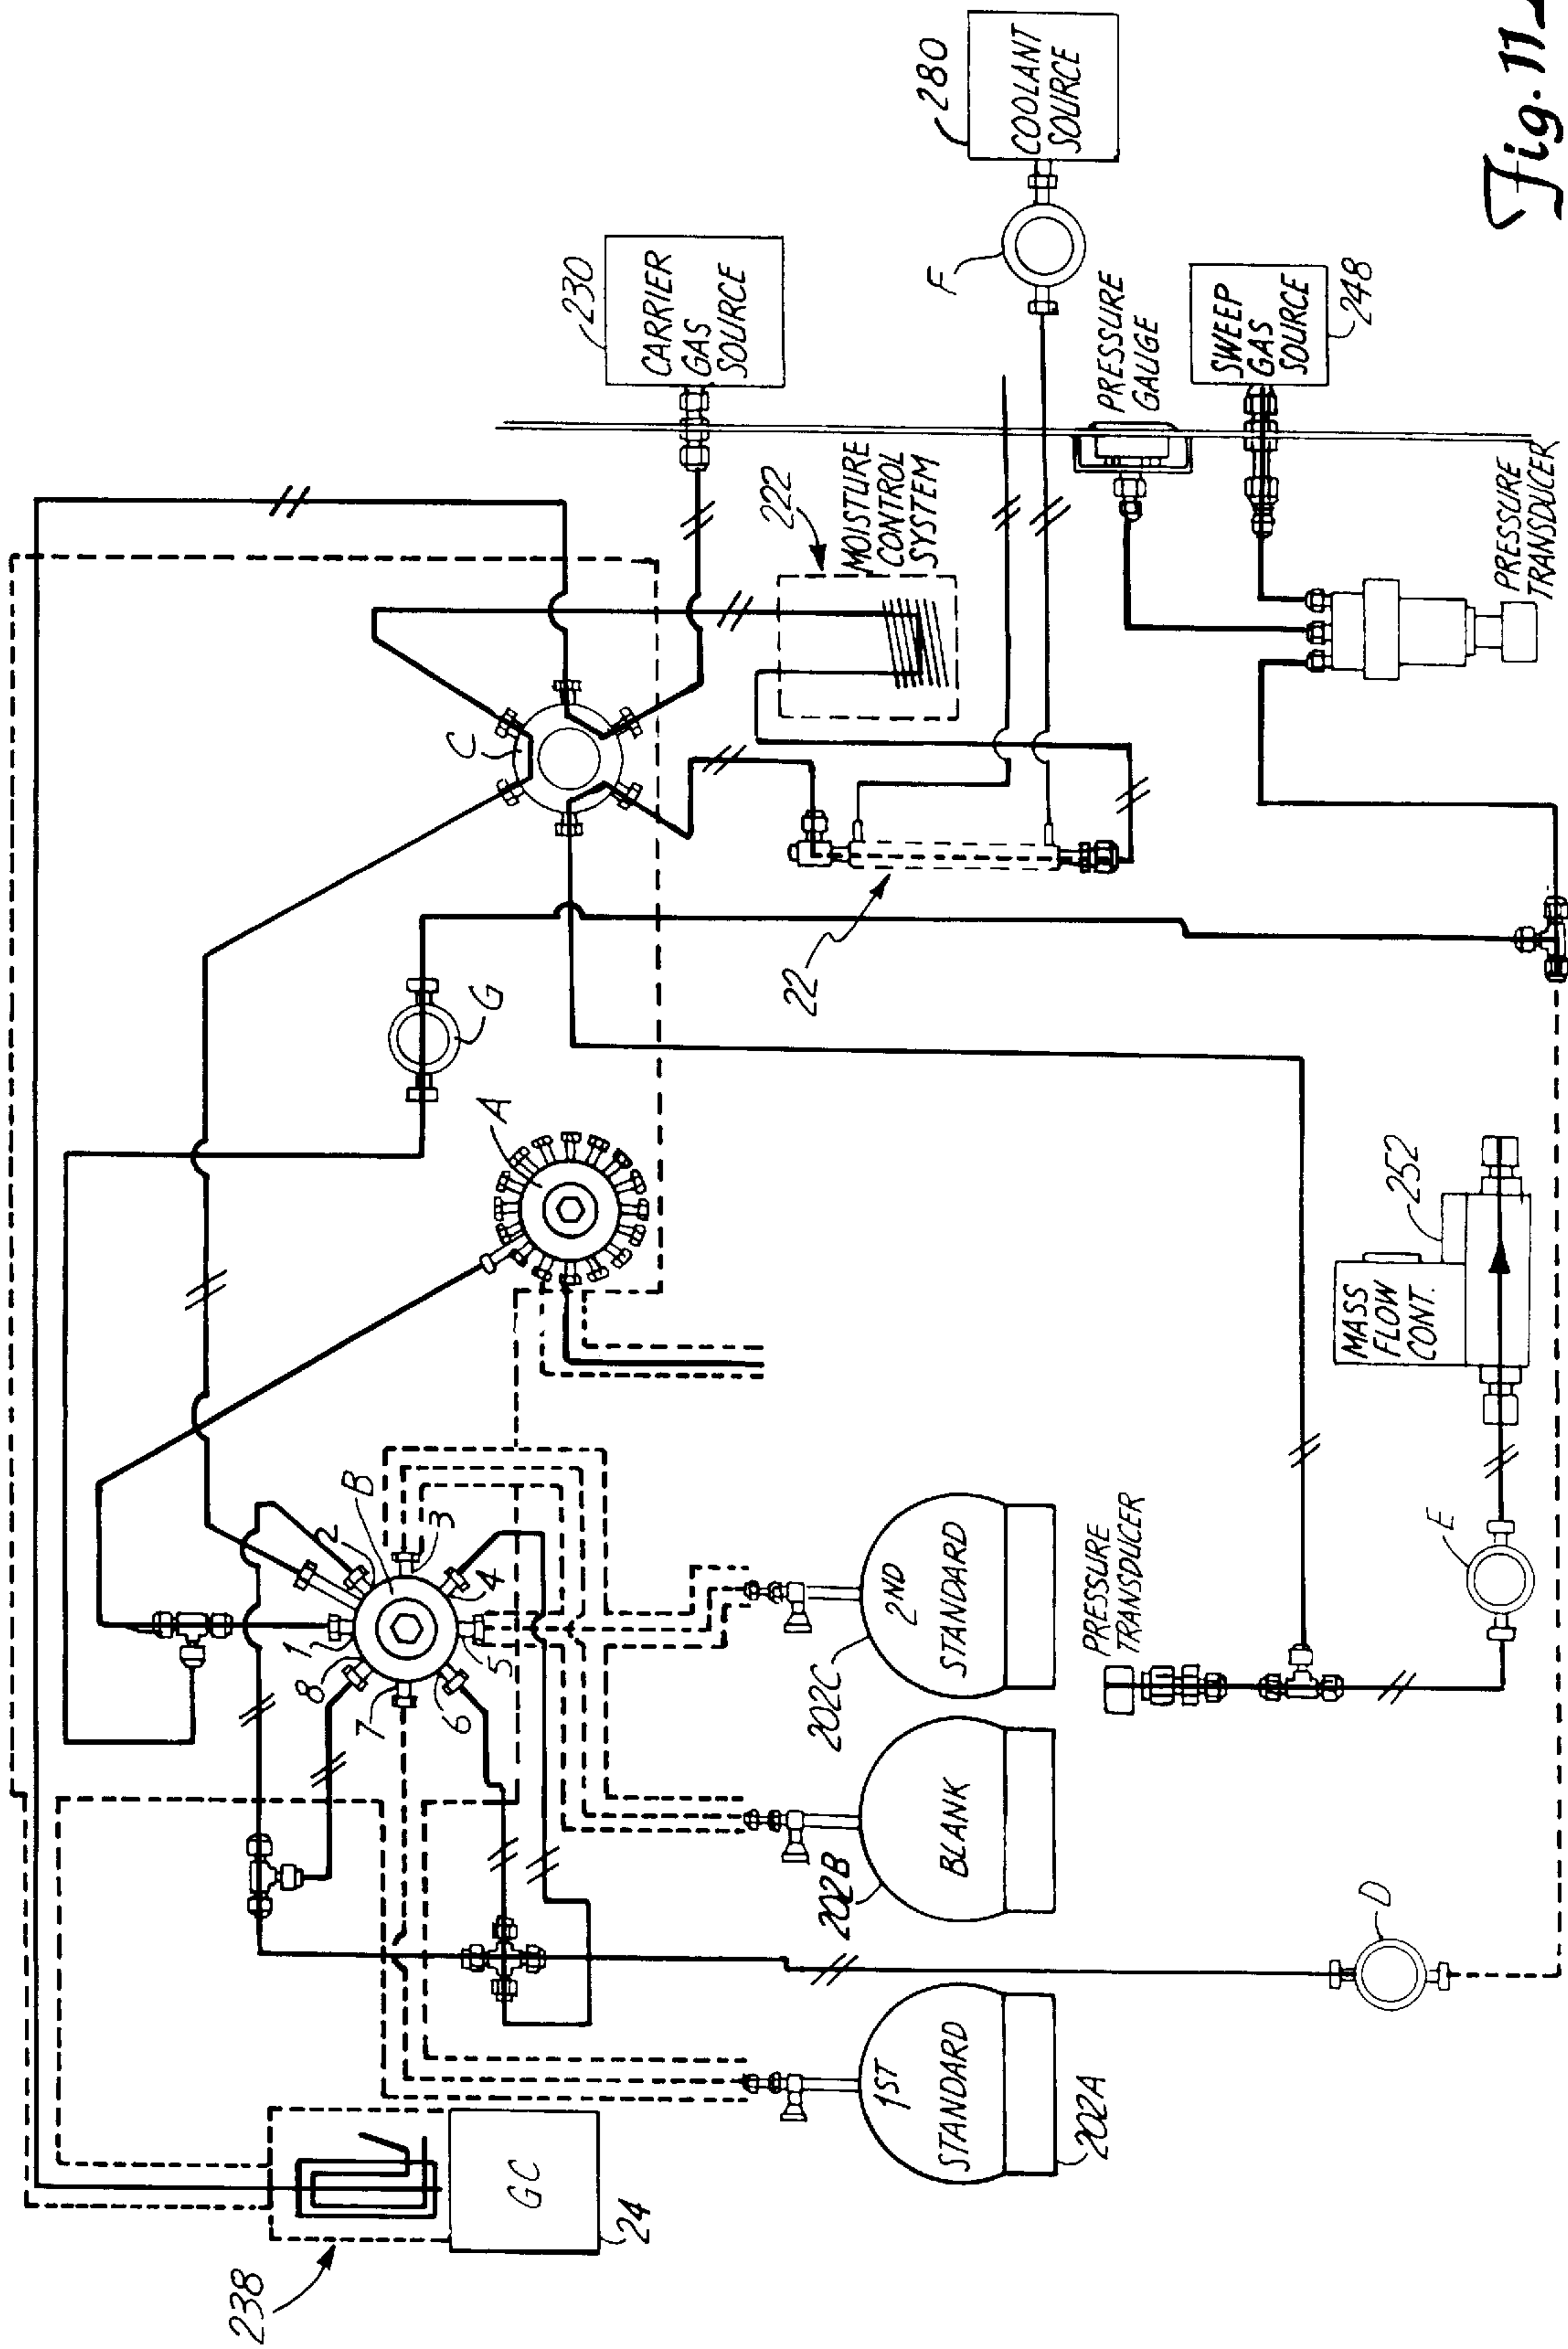 238
GC
24
1ST
STANDARD
202A
BLANK
202B
2ND
STANDARD
202C
1
2
3
4
5
6
7
8
B
A
C
G
D
E
F
PRESSURE
TRANSDUCER
MASS
FLOW
CONT.
252
22
222
MOISTURE
CONTROL
SYSTEM
230
CARRIER
GAS
SOURCE
280
COOLANT
SOURCE
PRESSURE
GAUGE
SWEEP
GAS
SOURCE
248
PRESSURE
TRANSDUCER